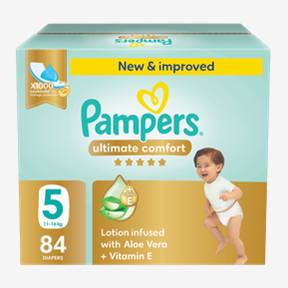 New & improved
X1000
Pampers
ultimate comfort
E
5
11-16kg
84
DIAPERS
Lotion infused
with Aloe Vera
+ Vitamin E